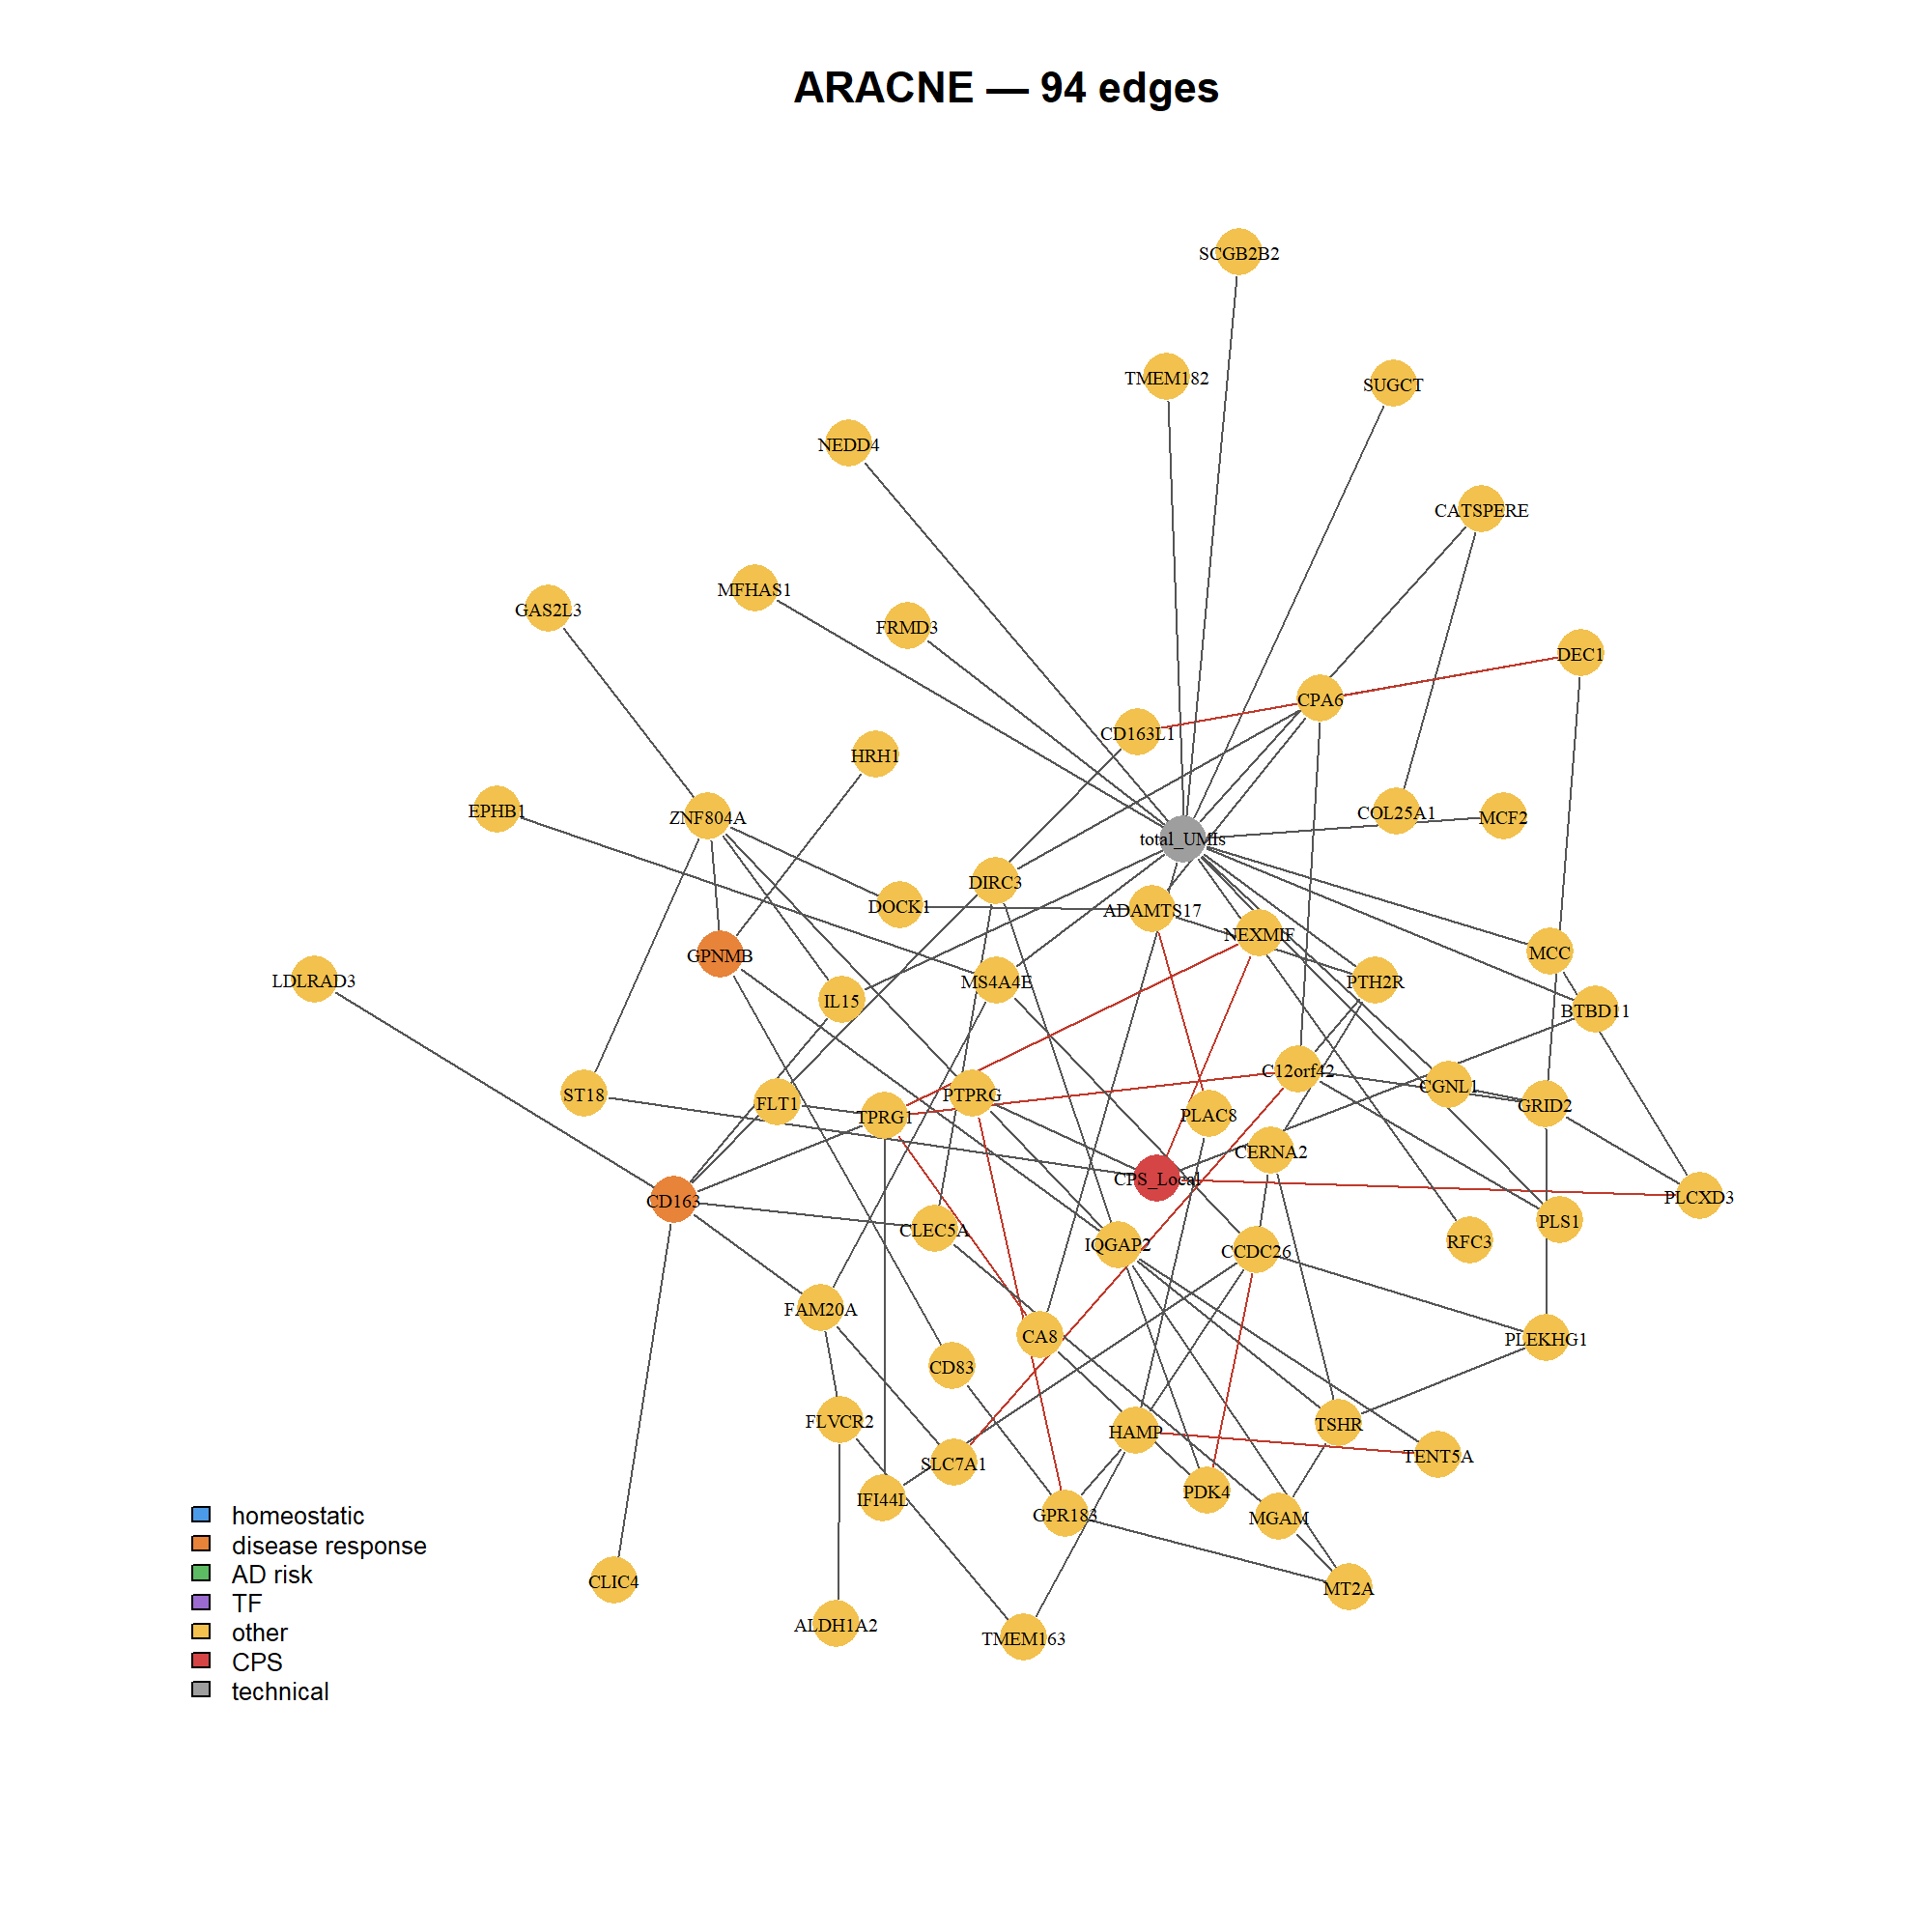 ARACNE — 94 edges
SCGB2B2
TMEM182
SUGCT
NEDD4
CATSPERE
MFHAS1
GAS2L3
FRMD3
DEC1
CPA6
CD163L1
HRH1
EPHB1
ZNF804A
COL25A1
MCF2
total_UMIs
DIRC3
DOCK1
ADAMTS17
NEXMIF
MCC
GPNMB
LDLRAD3
MS4A4E
PTH2R
IL15
BTBD11
C12orf42
CGNL1
ST18
FLT1
PTPRG
TPRG1
PLAC8
GRID2
CERNA2
CPS_Local
PLCXD3
CD163
CLEC5A
PLS1
IQGAP2
CCDC26
RFC3
FAM20A
CA8
PLEKHG1
CD83
FLVCR2
HAMP
TSHR
TENT5A
SLC7A1
IFI44L
PDK4
GPR183
MGAM
CLIC4
MT2A
ALDH1A2
TMEM163
homeostatic
disease response
AD risk
TF
other
CPS
technical